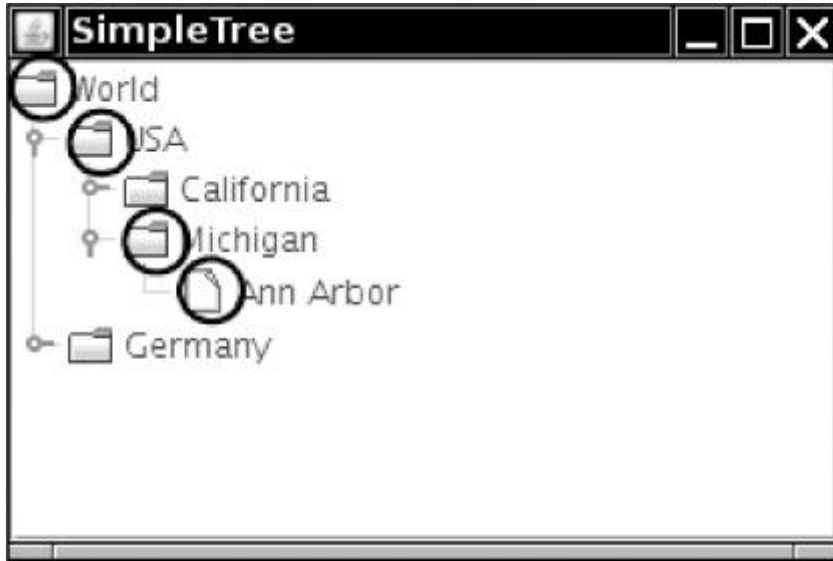 SimpleTree
World
USA
California
Michigan
Ann Arbor
Germany